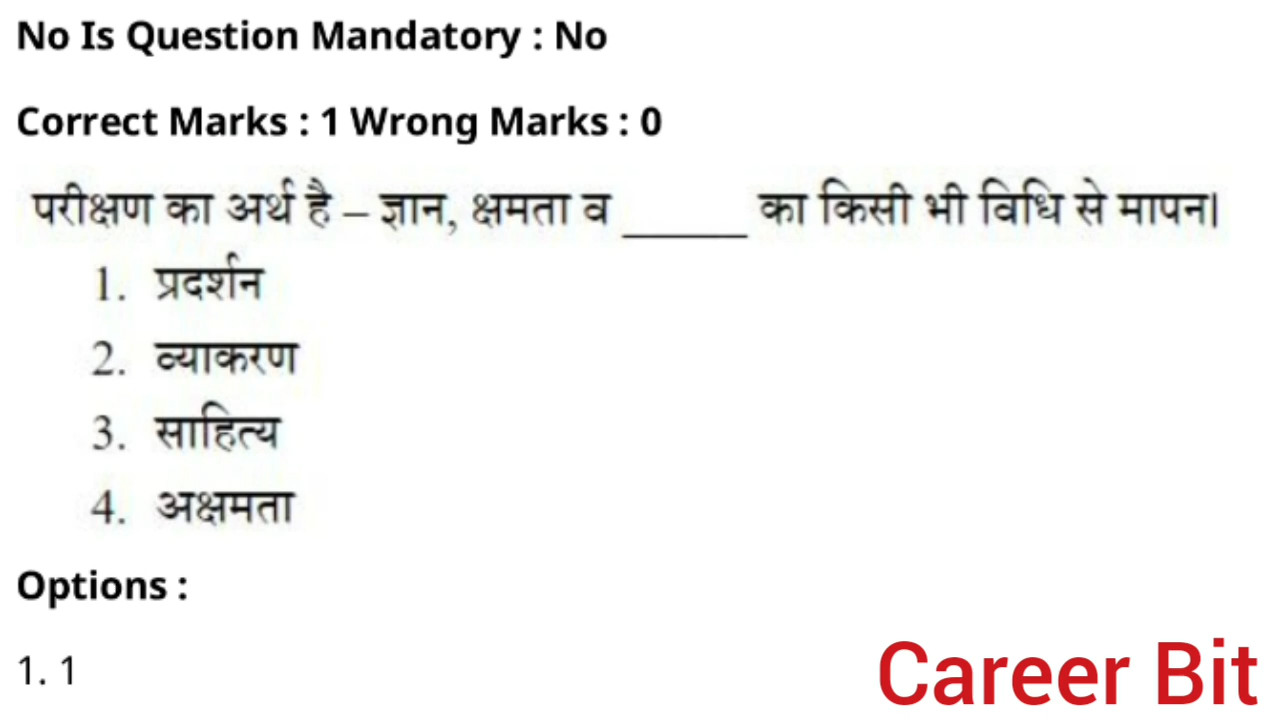 No Is Question Mandatory : No
Correct Marks : 1 Wrong Marks : 0
परीक्षण का अर्थ है – ज्ञान, क्षमता व _____ का किसी भी विधि से मापन।
1. प्रदर्शन
2. व्याकरण
3. साहित्य
4. अक्षमता
Options :
1. 1
Career Bit